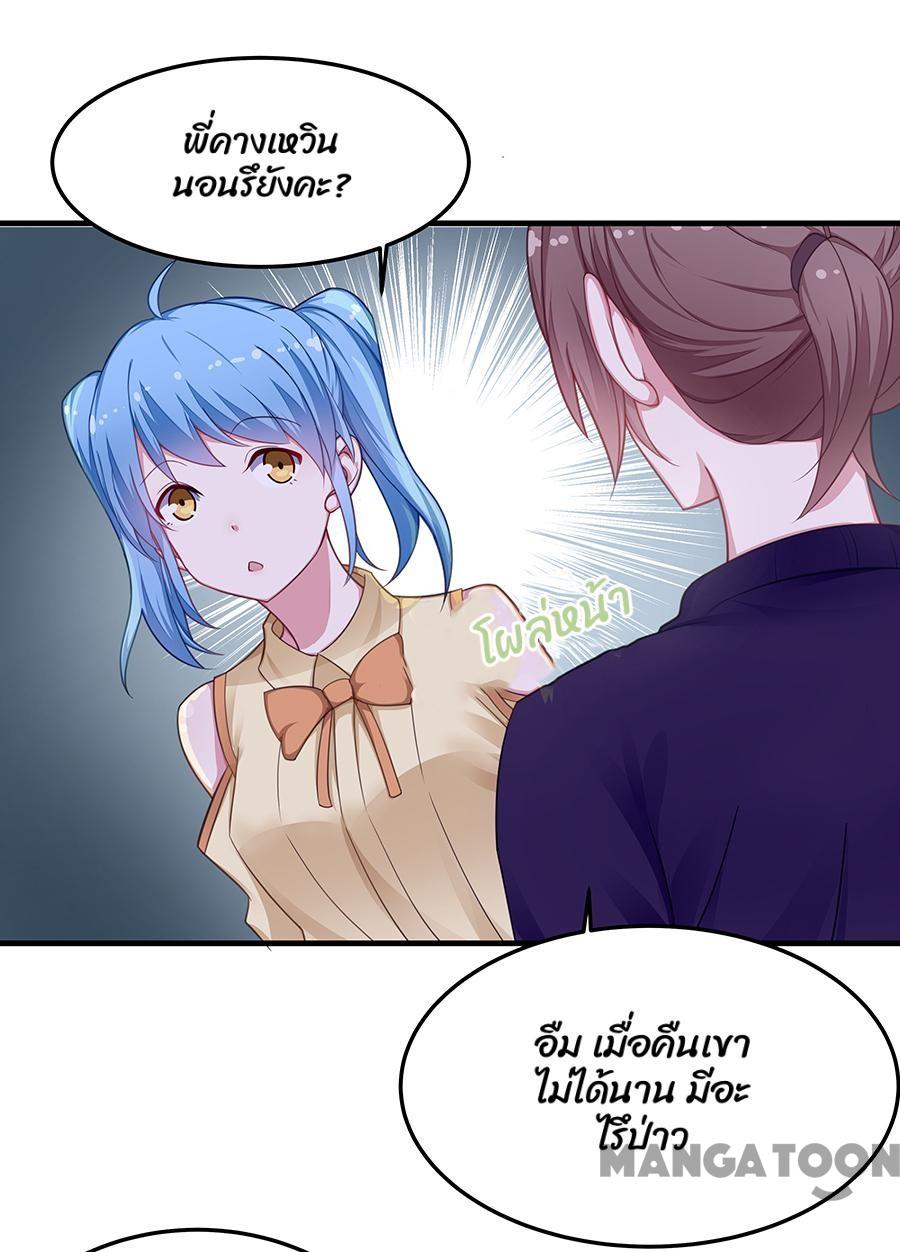 พี่คางเหวิน
นอนรึยังคะ?
โผล่หน้า
อืม เมื่อคืนเขา
ไม่ได้นาน มีอะ
ไรึป่าว
MANGATOON